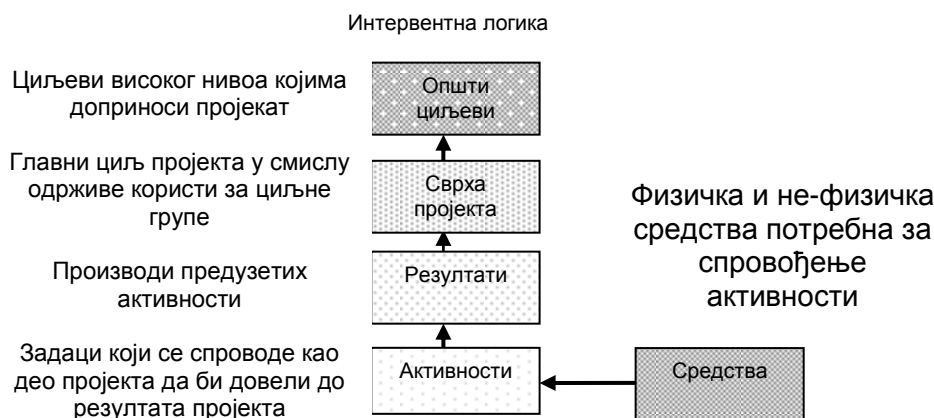 Интервентна логика
Циљеви високог нивоа којима
доприноси пројекат
Општи
циљеви
Главни циљ пројекта у смислу
одрживе користи за циљне
групе
Сврха
пројекта
Физичка и не-физичка
средства потребна за
спровођење
активности
Производи предузетих
активности
Резултати
Задаци који се спроводе као
део пројекта да би довели до
резултата пројекта
Активности
Средства